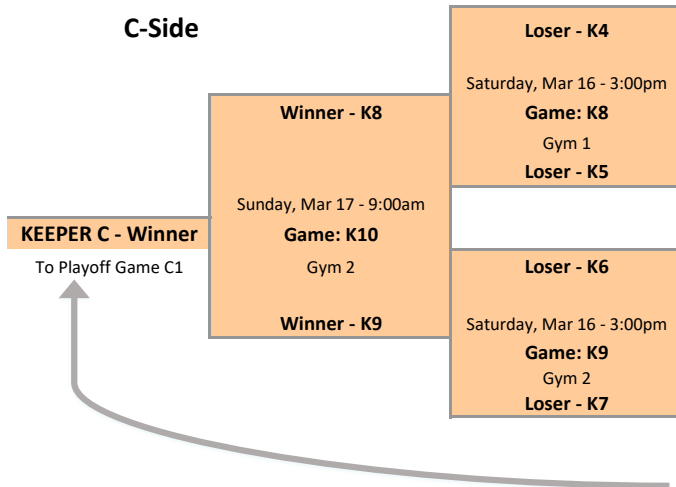 C-Side
Loser - K4
Saturday, Mar 16 - 3:00pm
Game: K8
Gym 1
Loser - K5
Winner - K8
Sunday, Mar 17 - 9:00am
Game: K10
Gym 2
Winner - K9
KEEPER C - Winner
To Playoff Game C1
Loser - K6
Saturday, Mar 16 - 3:00pm
Game: K9
Gym 2
Loser - K7